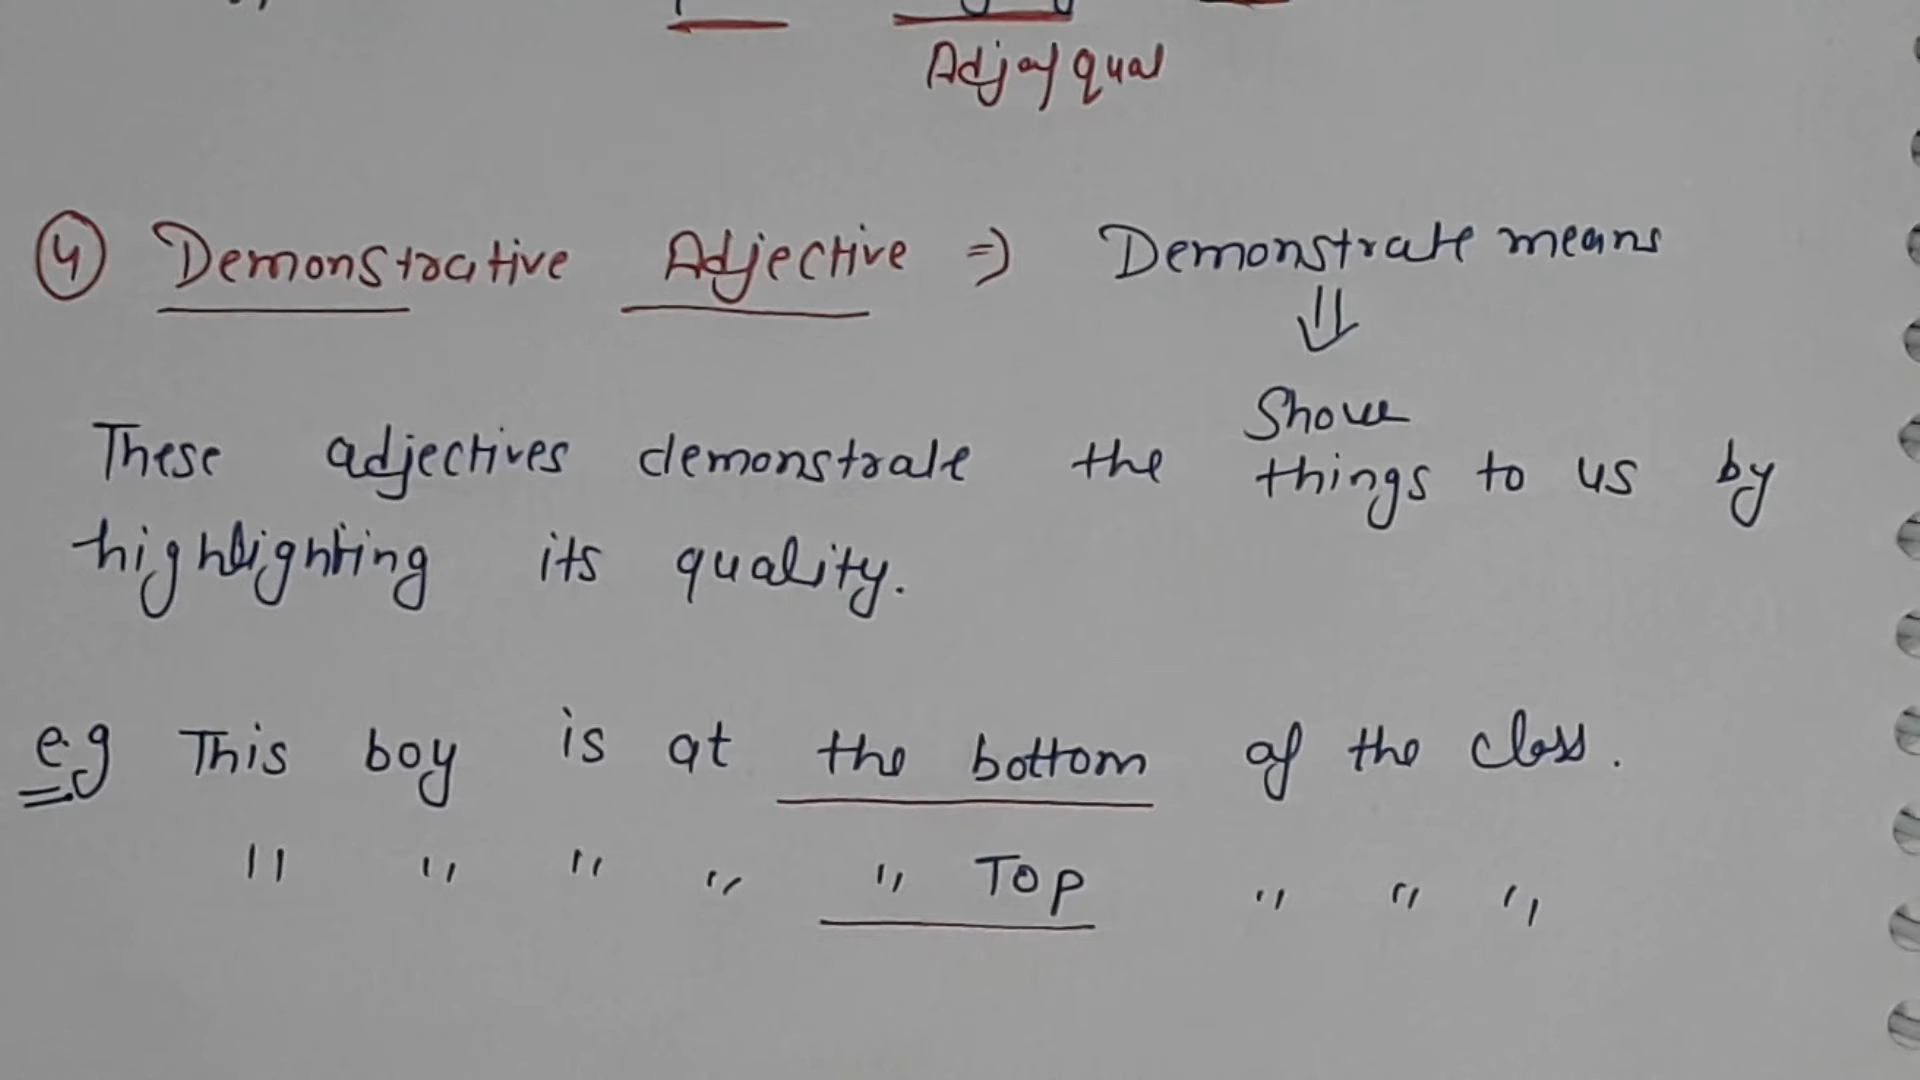 Adj of qual
④ Demonstrative Adjective ⇒ Demonstrate means
⇓
Show
These adjectives demonstrate the things to us by
highlighting its quality.
e.g This boy is at the bottom of the class.
" " " " " Top " " "